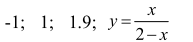 -1; 1; 1.9; y = x/(2 − x)